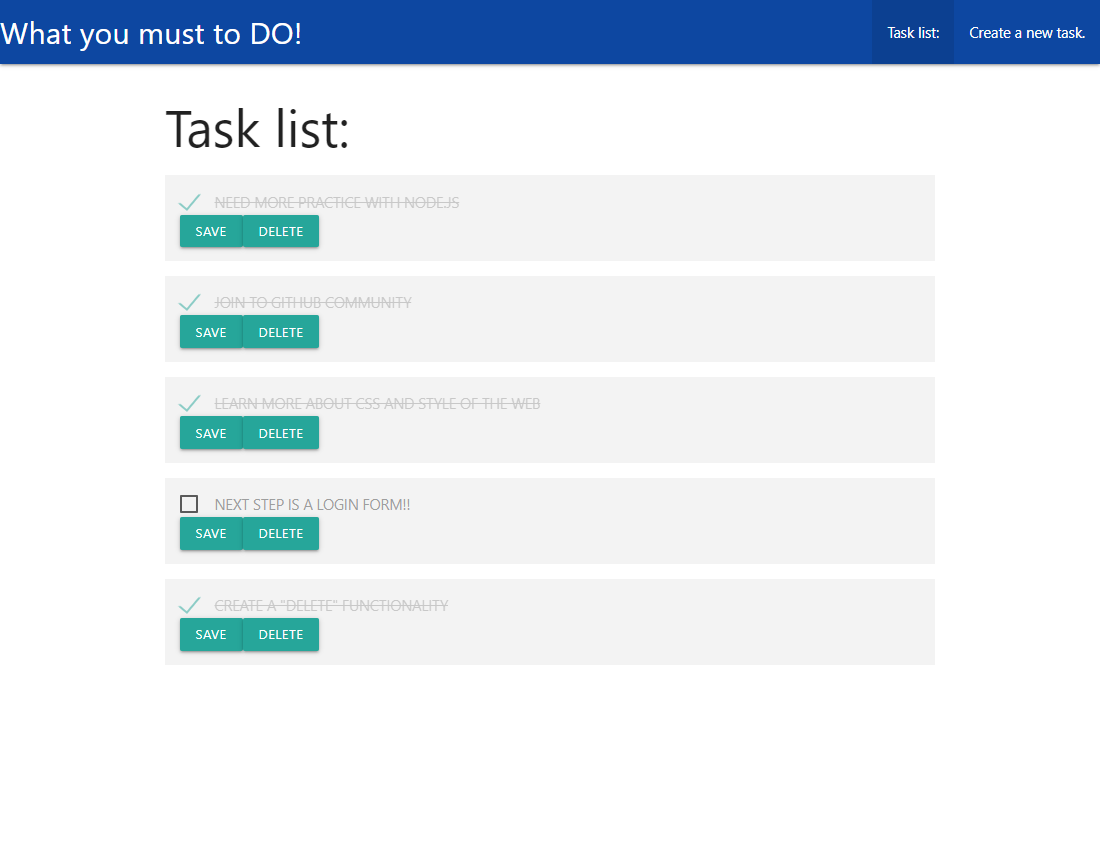 What you must to DO!
Task list:
Create a new task.
Task list:
NEED MORE PRACTICE WITH NODEJS
SAVE DELETE
JOIN TO GITHUB COMMUNITY
SAVE DELETE
LEARN MORE ABOUT CSS AND STYLE OF THE WEB
SAVE DELETE
NEXT STEP IS A LOGIN FORM!!
SAVE DELETE
CREATE A "DELETE" FUNCTIONALITY
SAVE DELETE